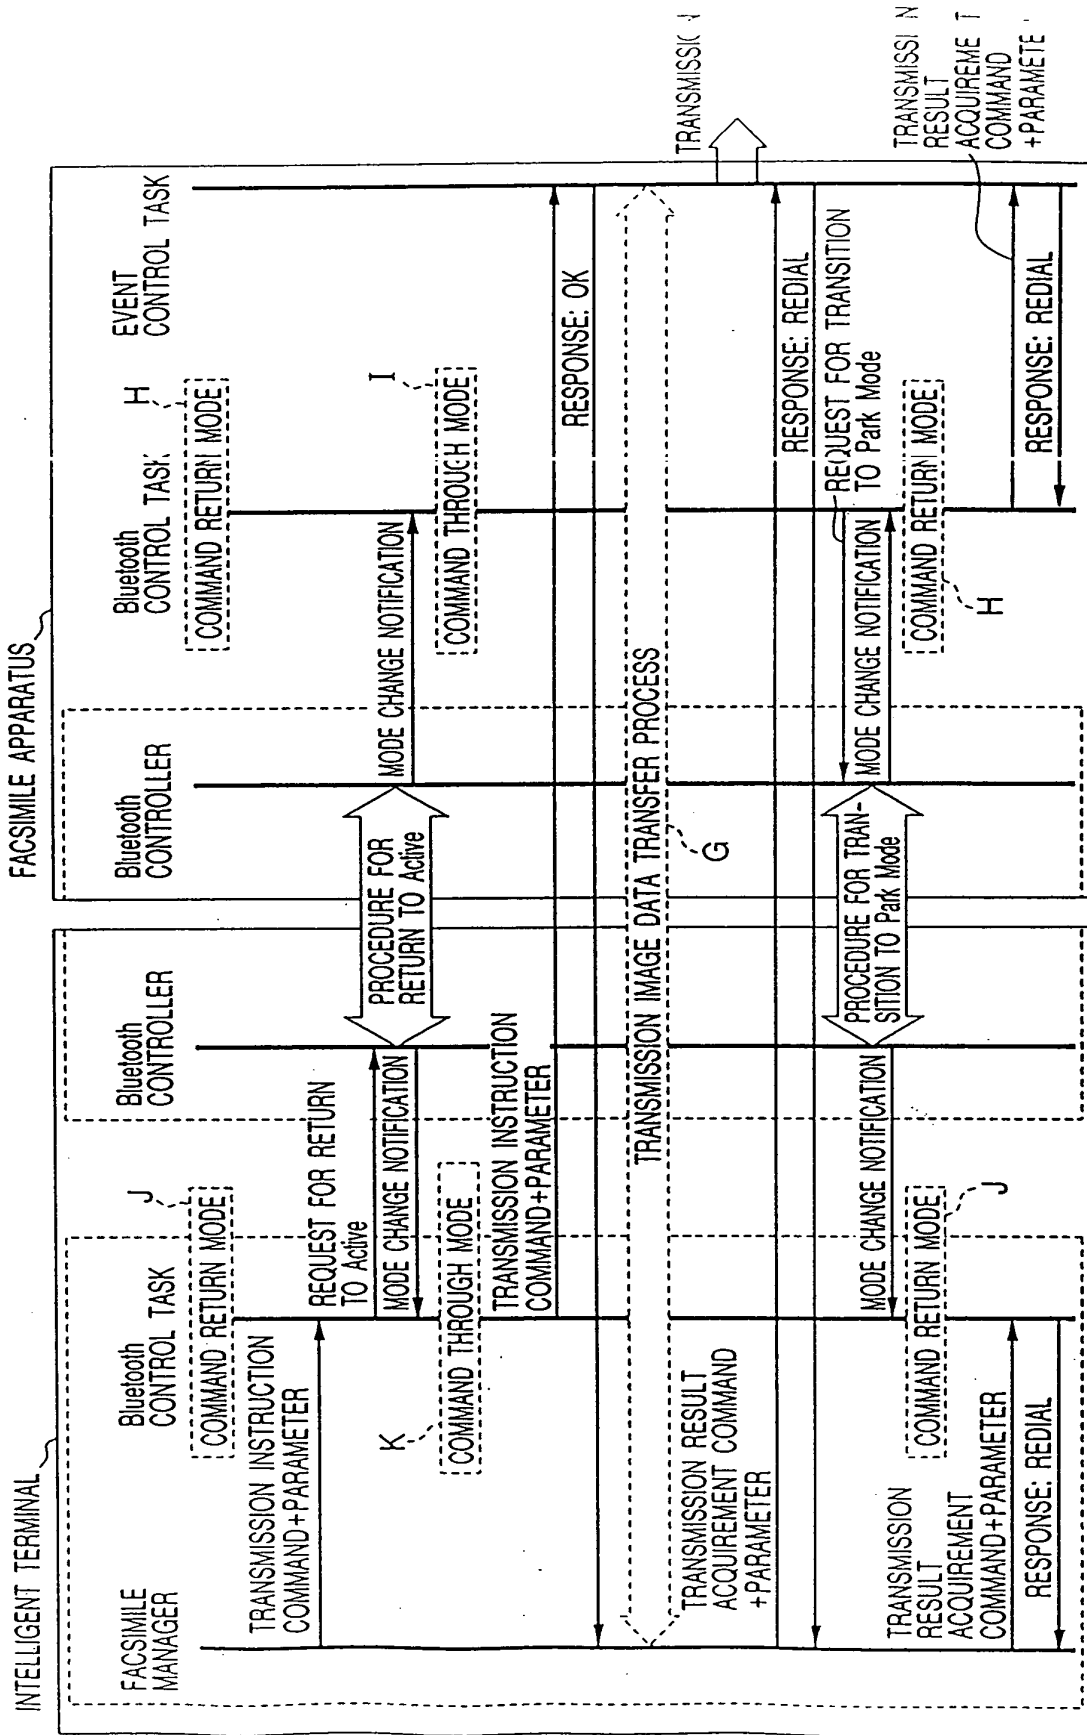 INTELLIGENT TERMINAL
FACSIMILE APPARATUS
FACSIMILE
MANAGER
Bluetooth
CONTROL TASK
Bluetooth
CONTROLLER
Bluetooth
CONTROLLER
Bluetooth
CONTROL TASK
EVENT
CONTROL TASK
COMMAND RETURN MODE
J
COMMAND RETURN MODE
H
TRANSMISSION INSTRUCTION
COMMAND+PARAMETER
REQUEST FOR RETURN
TO Active
MODE CHANGE NOTIFICATION
PROCEDURE FOR
RETURN TO Active
MODE CHANGE NOTIFICATION
K
COMMAND THROUGH MODE
COMMAND THROUGH MODE
I
TRANSMISSION INSTRUCTION
COMMAND+PARAMETER
RESPONSE: OK
TRANSMISSION IMAGE DATA TRANSFER PROCESS
G
TRANSMISSION RESULT
ACQUIREMENT COMMAND
+PARAMETER
RESPONSE: REDIAL
REQUEST FOR TRANSITION
TO Park Mode
MODE CHANGE NOTIFICATION
PROCEDURE FOR TRAN-
SITION TO Park Mode
MODE CHANGE NOTIFICATION
COMMAND RETURN MODE
J
COMMAND RETURN MODE
H
TRANSMISSION
RESULT
ACQUIREMENT
COMMAND+PARAMETER
RESPONSE: REDIAL
RESULT
COMMAND
RESPONSE: REDIAL